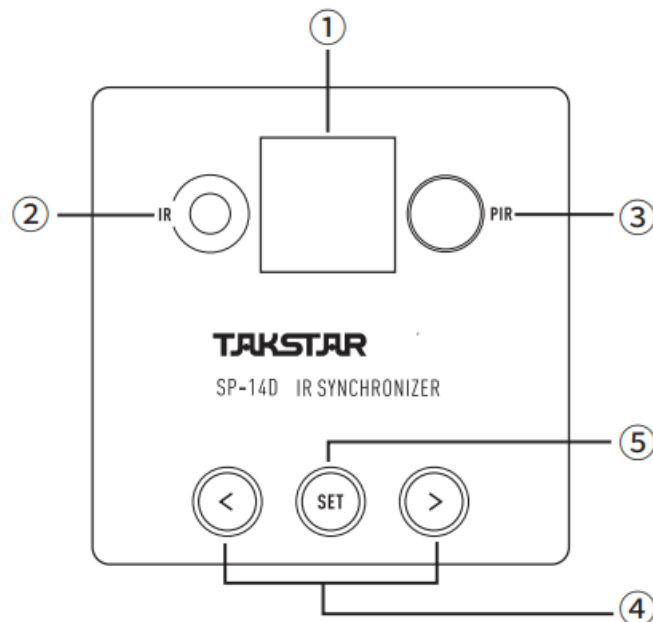 ①
② IR PIR ③
TAKSTAR
SP-14D IR SYNCHRONIZER
⑤
< SET >
④